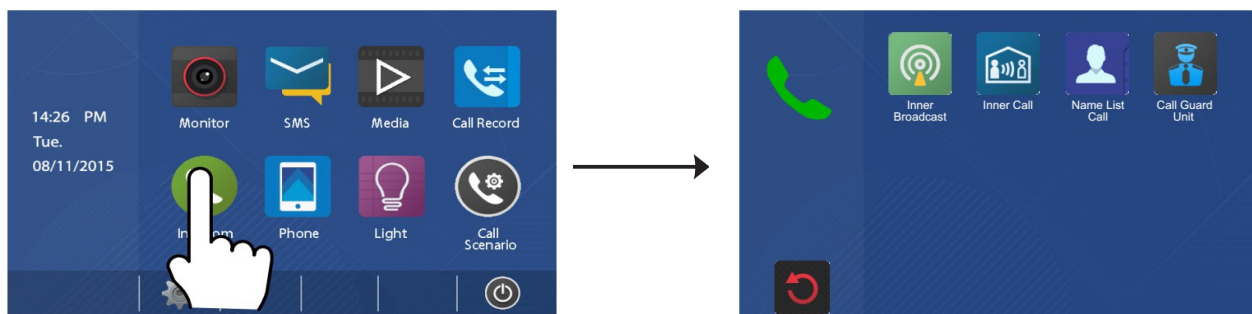 14:26 PM
Tue.
08/11/2015
Monitor
SMS
Media
Call Record
Phone
Light
Call
Scenario
Inner
Broadcast
Inner Call
Name List
Call
Call Guard
Unit